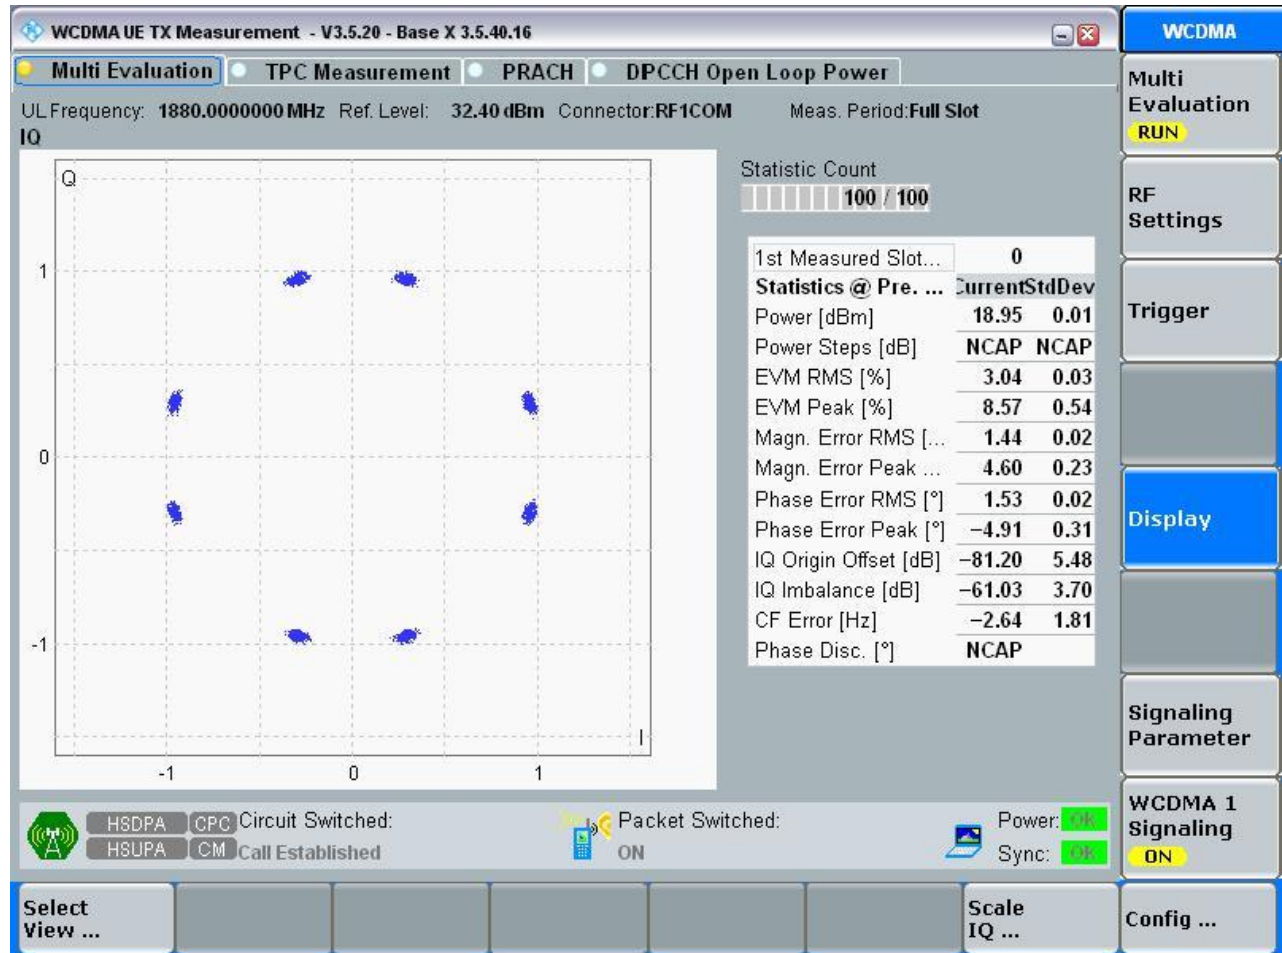 WCDMA UE TX Measurement - V3.5.20 - Base X 3.5.40.16
Multi Evaluation TPC Measurement PRACH DPCCH Open Loop Power
UL Frequency: 1880.0000000 MHz Ref. Level: 32.40 dBm Connector:RF1COM Meas. Period:Full Slot
IQ
Q
1
0
-1
I
-1 0 1
Statistic Count
100 / 100
1st Measured Slot... 0
Statistics @ Pre. ... Current StdDev
Power [dBm] 18.95 0.01
Power Steps [dB] NCAP NCAP
EVM RMS [%] 3.04 0.03
EVM Peak [%] 8.57 0.54
Magn. Error RMS [... 1.44 0.02
Magn. Error Peak ... 4.60 0.23
Phase Error RMS [°] 1.53 0.02
Phase Error Peak [°] −4.91 0.31
IQ Origin Offset [dB] −81.20 5.48
IQ Imbalance [dB] −61.03 3.70
CF Error [Hz] −2.64 1.81
Phase Disc. [°] NCAP
HSDPA CPC Circuit Switched: Packet Switched: Power: OK
HSUPA CM Call Established ON Sync: OK
WCDMA
Multi
Evaluation
RUN
RF
Settings
Trigger
Display
Signaling
Parameter
WCDMA 1
Signaling
ON
Select
View ...
Scale
IQ ...
Config ...